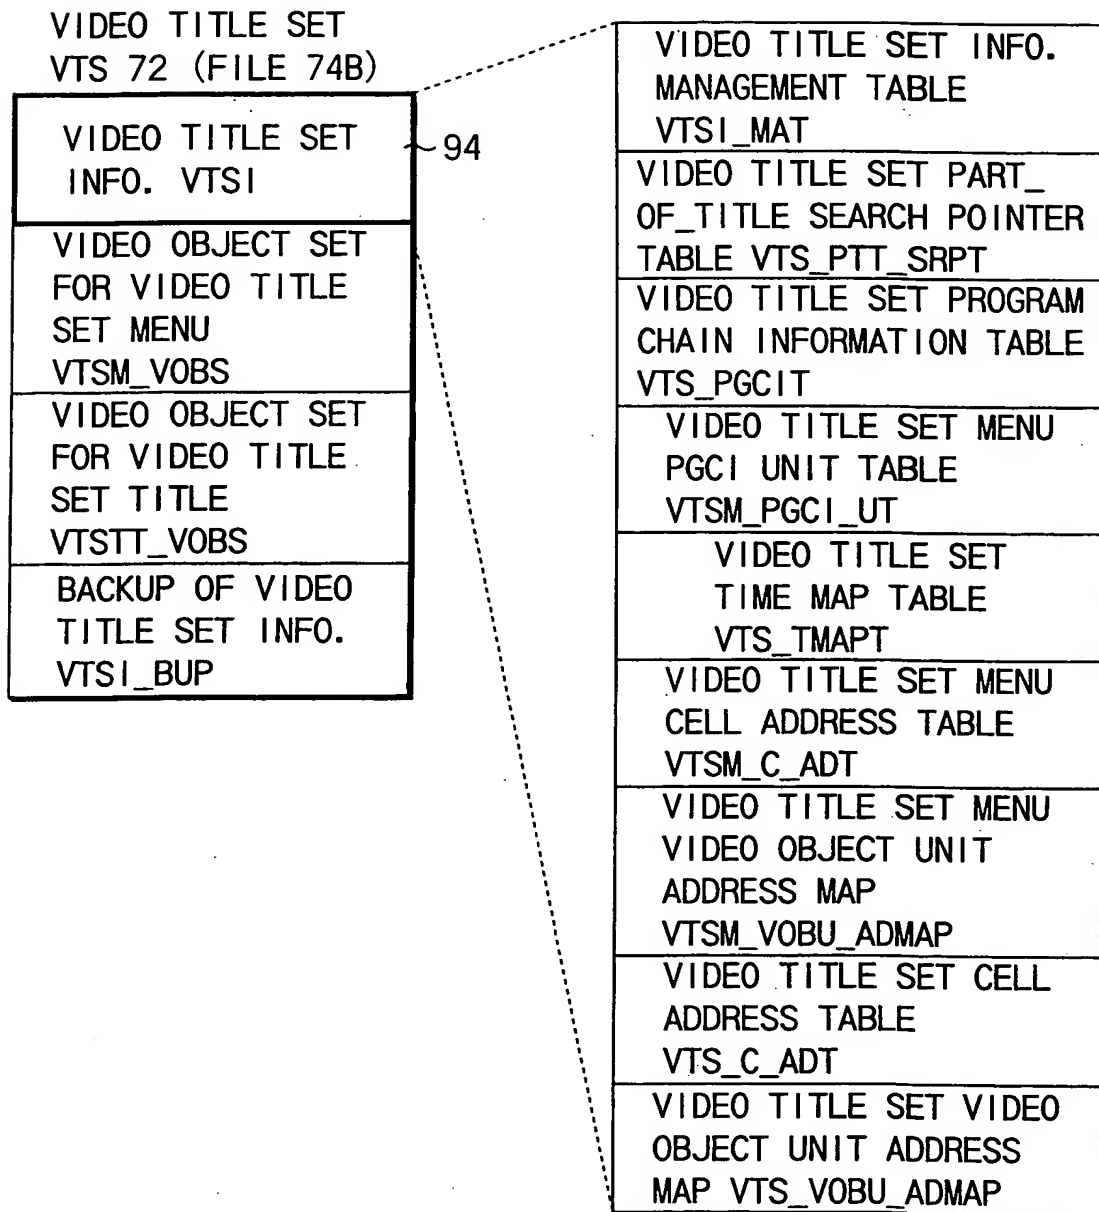 VIDEO TITLE SET
VTS 72 (FILE 74B)
VIDEO TITLE SET
INFO. VTSI
94
VIDEO OBJECT SET
FOR VIDEO TITLE
SET MENU
VTSM_VOBS
VIDEO OBJECT SET
FOR VIDEO TITLE
SET TITLE
VTSTT_VOBS
BACKUP OF VIDEO
TITLE SET INFO.
VTSI_BUP
VIDEO TITLE SET INFO.
MANAGEMENT TABLE
VTSI_MAT
VIDEO TITLE SET PART_
OF_TITLE SEARCH POINTER
TABLE VTS_PTT_SRPT
VIDEO TITLE SET PROGRAM
CHAIN INFORMATION TABLE
VTS_PGCIT
VIDEO TITLE SET MENU
PGCI UNIT TABLE
VTSM_PGCI_UT
VIDEO TITLE SET
TIME MAP TABLE
VTS_TMAPT
VIDEO TITLE SET MENU
CELL ADDRESS TABLE
VTSM_C_ADT
VIDEO TITLE SET MENU
VIDEO OBJECT UNIT
ADDRESS MAP
VTSM_VOBU_ADMAP
VIDEO TITLE SET CELL
ADDRESS TABLE
VTS_C_ADT
VIDEO TITLE SET VIDEO
OBJECT UNIT ADDRESS
MAP VTS_VOBU_ADMAP